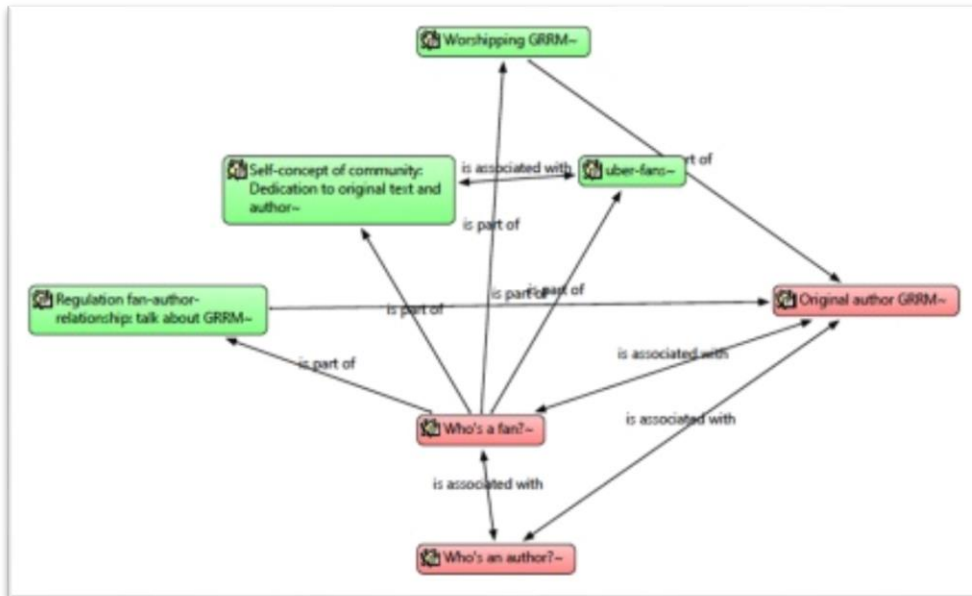 Worshipping GRRM~
rt of
Self-concept of community:
Dedication to original text and
author~
is associated with
uber-fans~
is part of
Regulation fan-author-
relationship: talk about GRRM~
is part of
is part of
is part of
Original author GRRM~
is part of
is associated with
is associated with
Who's a fan?~
is associated with
Who's an author?~